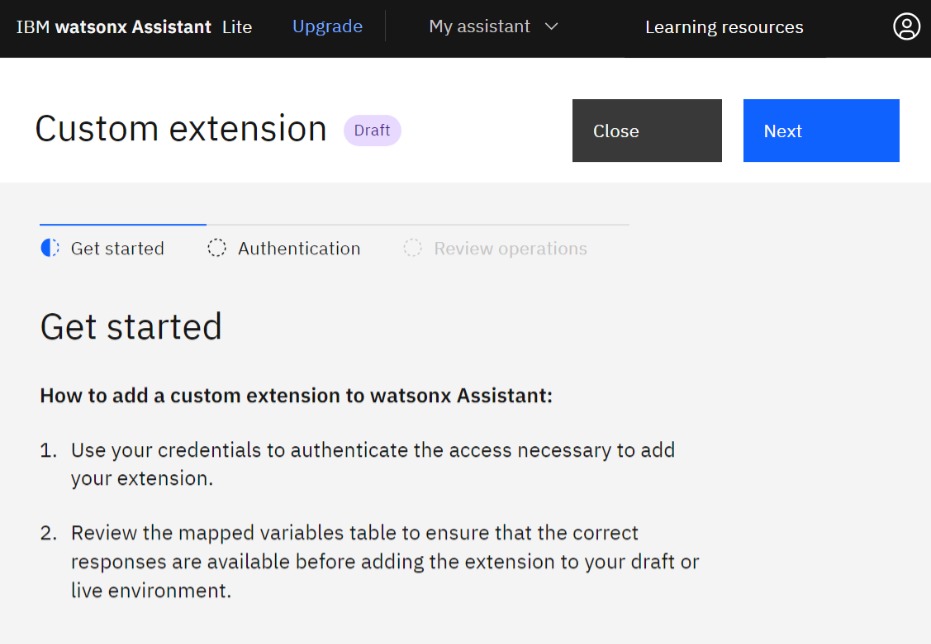 IBM watsonx Assistant Lite Upgrade My assistant Learning resources
Custom extension Draft Close Next
Get started Authentication Review operations
Get started
How to add a custom extension to watsonx Assistant:
1. Use your credentials to authenticate the access necessary to add
your extension.
2. Review the mapped variables table to ensure that the correct
responses are available before adding the extension to your draft or
live environment.